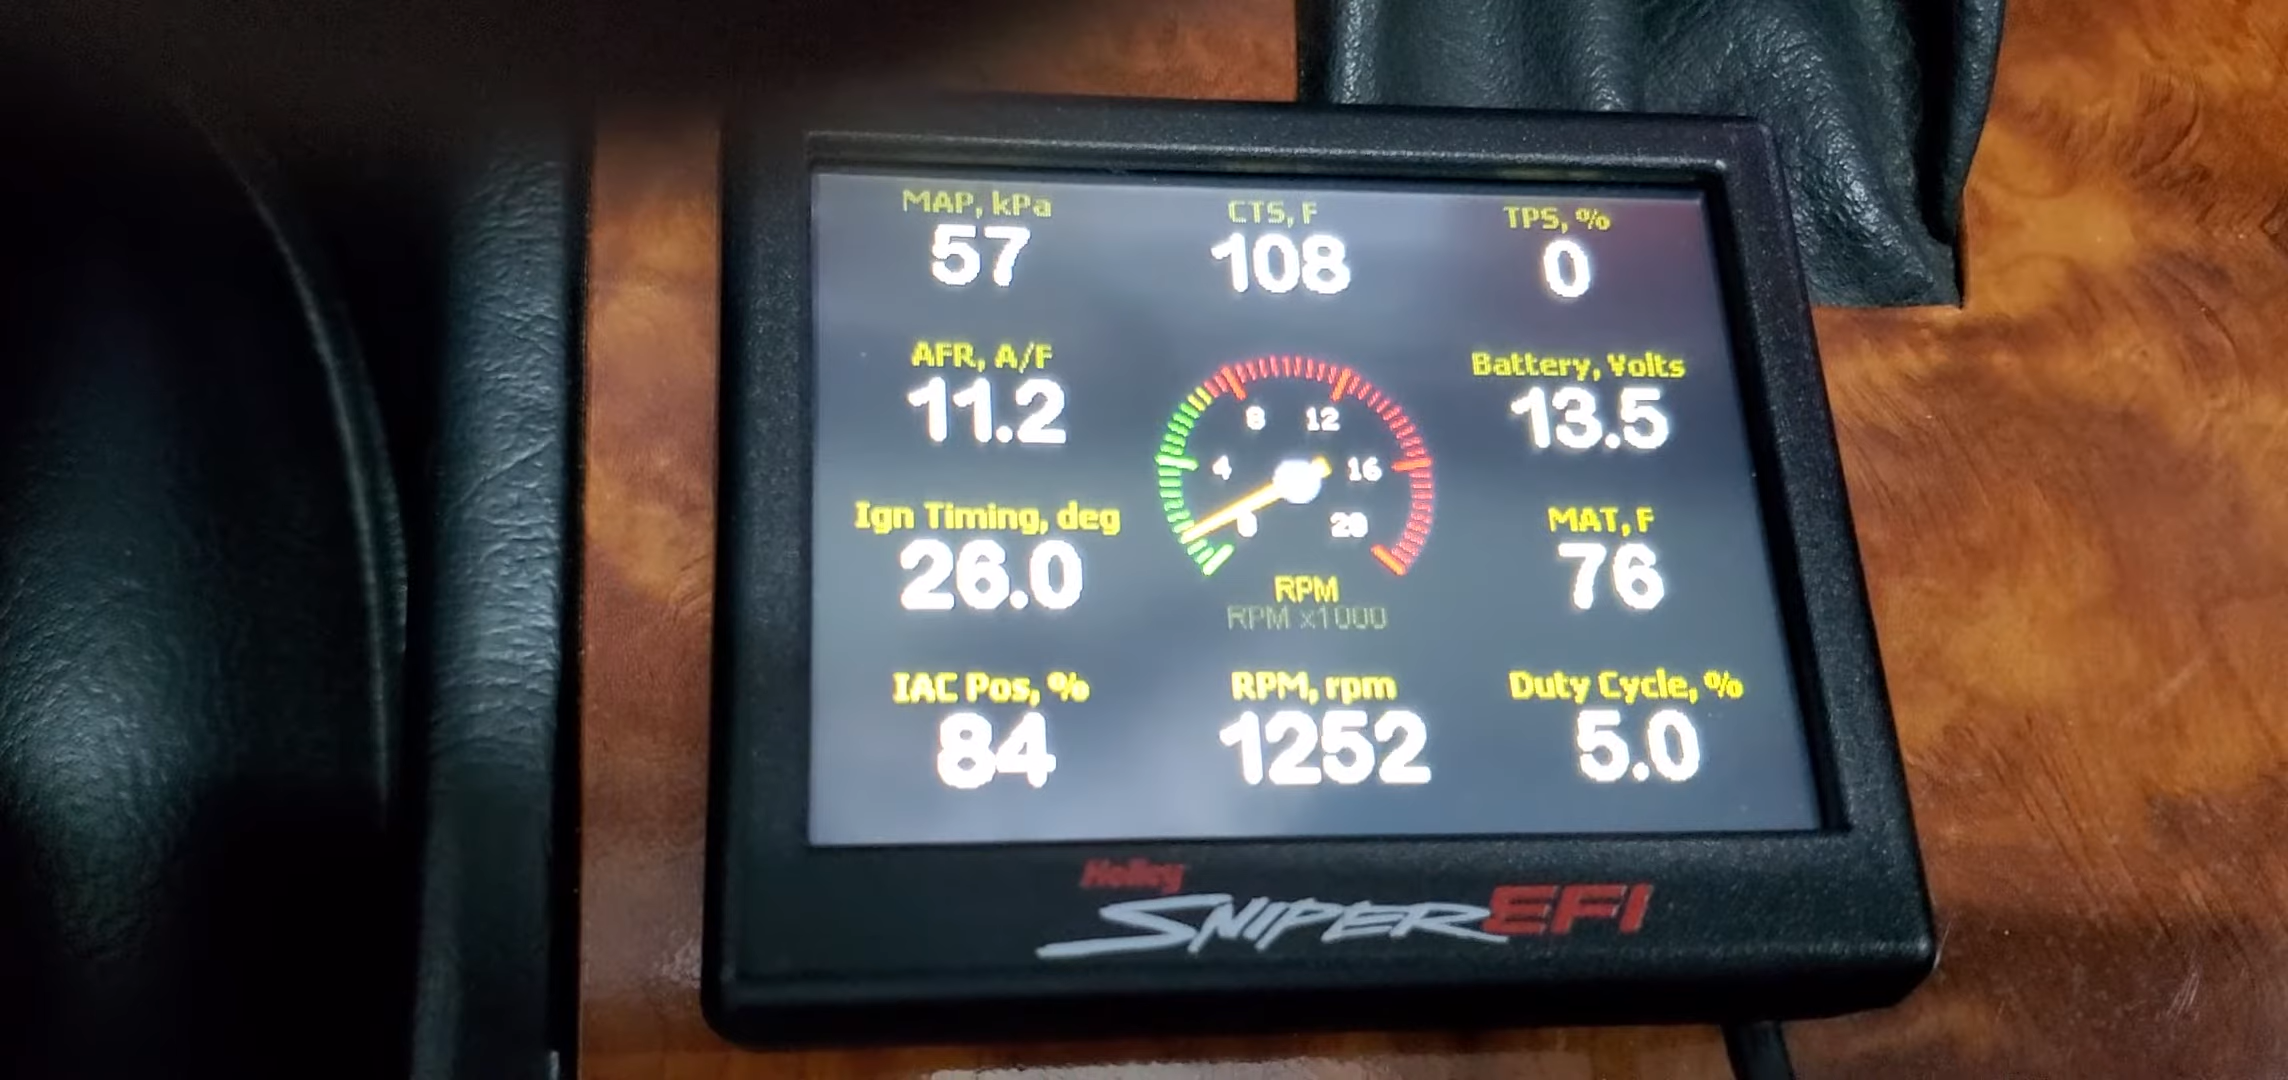 MAP, kPa
57
CTS, F
108
TPS, %
0
AFR, A/F
11.2
8 12
4 16
0 20
RPM
RPM x1000
Battery, Volts
13.5
Ign Timing, deg
26.0
MAT, F
76
IAC Pos, %
84
RPM, rpm
1252
Duty Cycle, %
5.0
Holley
SNIPER EFI